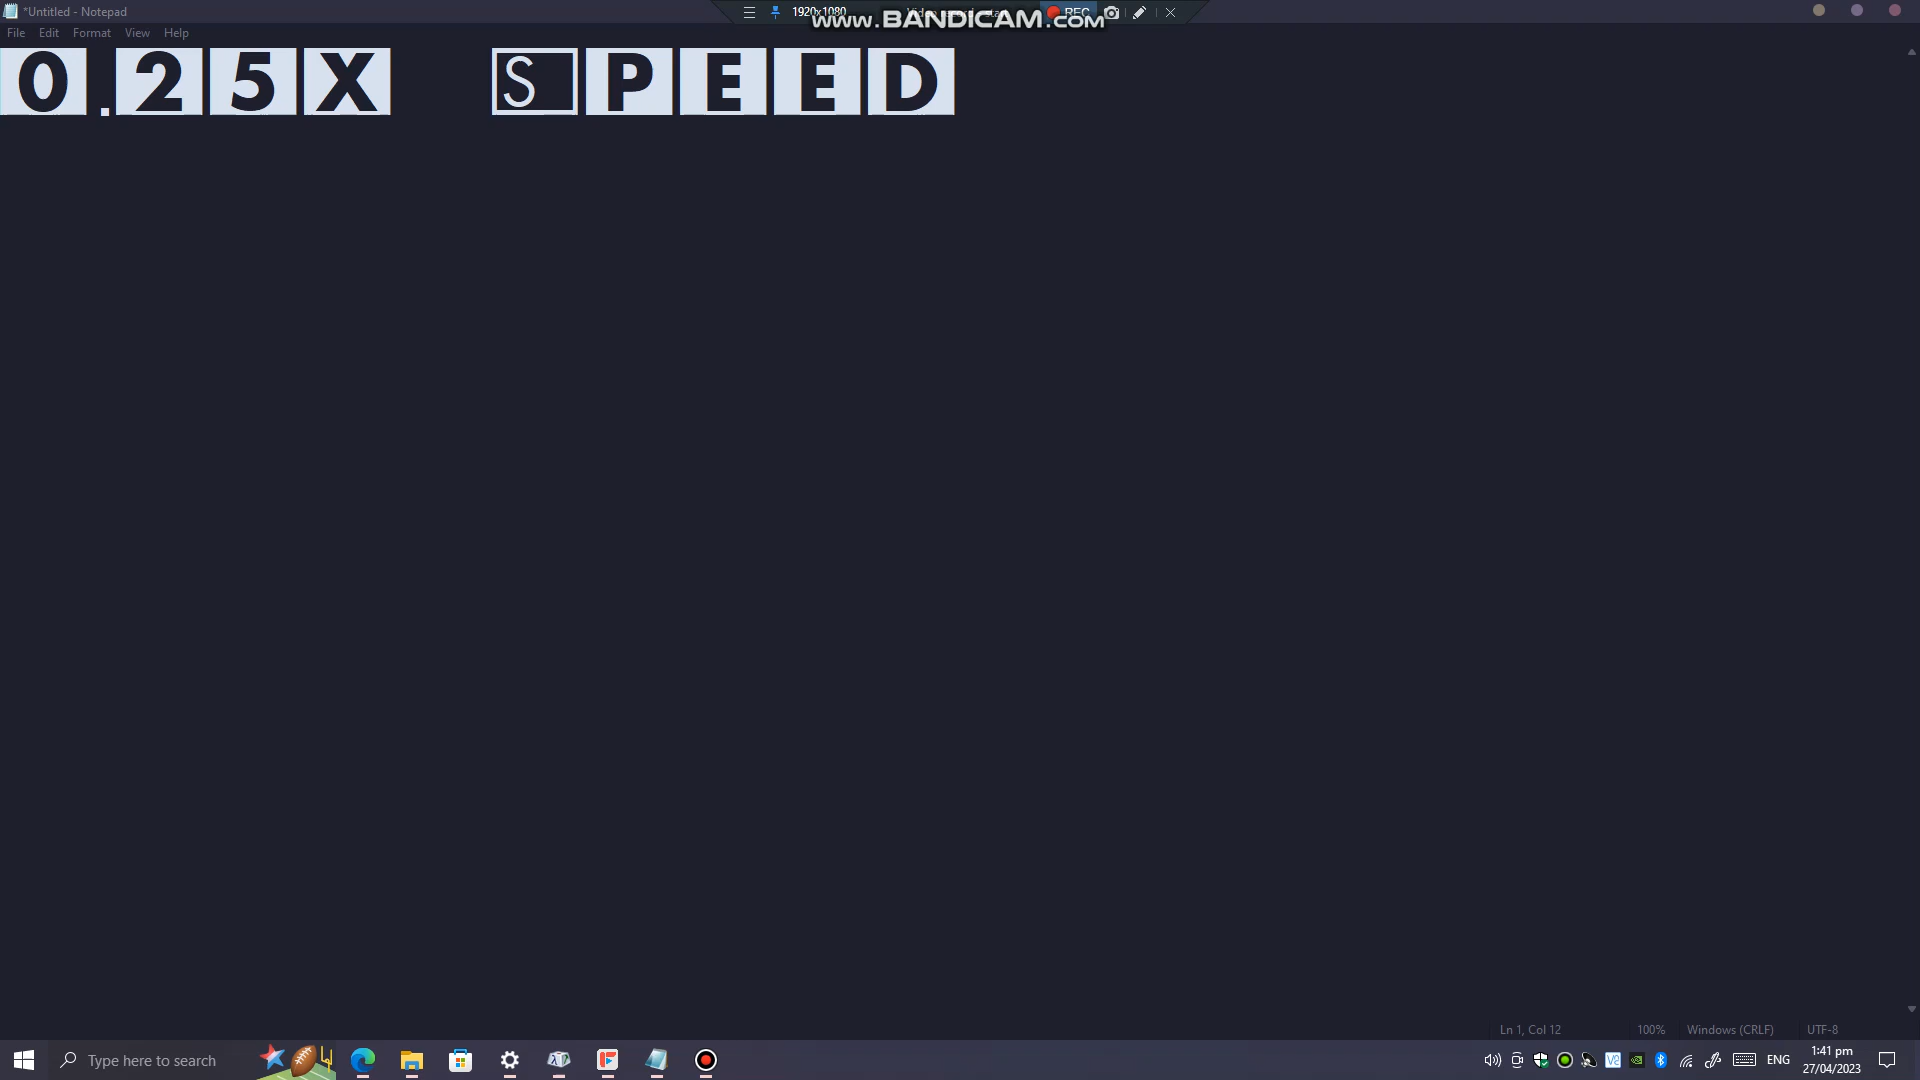 *Untitled - Notepad
1920x1080
REC
www.BANDICAM.com
File Edit Format View Help
0.25X SPEED
Ln 1, Col 12
100%
Windows (CRLF)
UTF-8
Type here to search
ENG
1:41 pm
27/04/2023